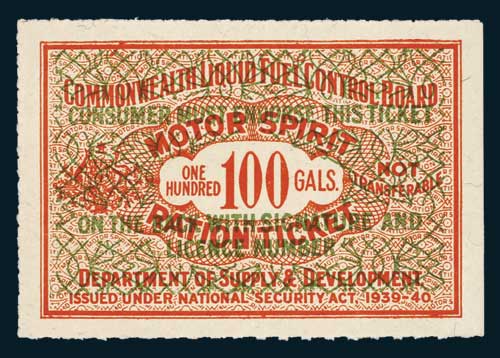 COMMONWEALTH LIQUID FUEL CONTROL BOARD
CONSUMER MUST ENDORSE THIS TICKET
MOTOR SPIRIT
ONE HUNDRED
100
GALS.
NOT TRANSFERABLE
ON THE BACK WITH SIGNATURE AND
RATION TICKET
LICENCE NUMBER
DEPARTMENT OF SUPPLY & DEVELOPMENT.
ISSUED UNDER NATIONAL SECURITY ACT, 1939-40.